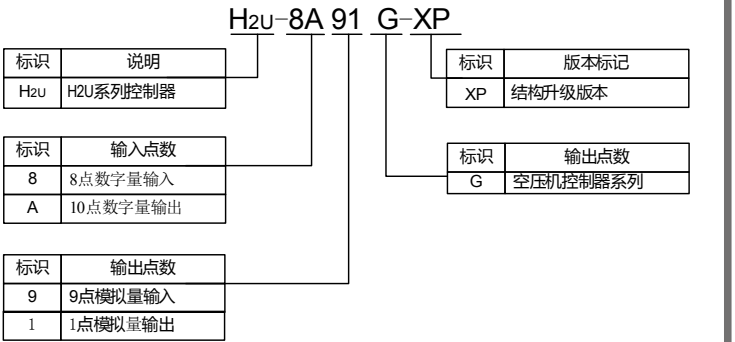 H2U-8A 91 G-XP
标识 说明
H2U H2U系列控制器
标识 版本标记
XP 结构升级版本
标识 输入点数
8 8点数字量输入
A 10点数字量输出
标识 输出点数
G 空压机控制器系列
标识 输出点数
9 9点模拟量输入
1 1点模拟量输出